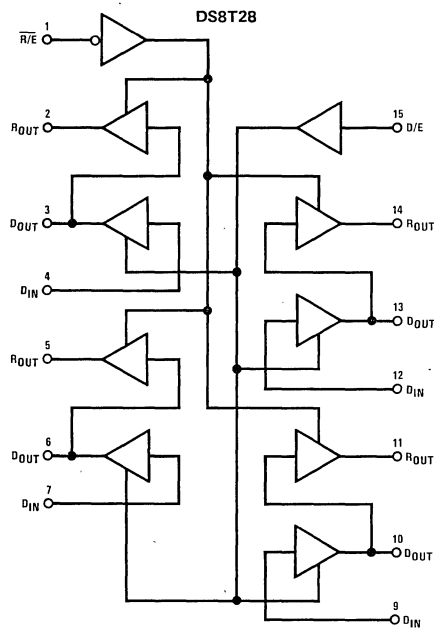 DS8T28
1
R/E
2
ROUT
15
D/E
3
DOUT
14
ROUT
4
DIN
13
DOUT
5
ROUT
12
DIN
6
DOUT
11
ROUT
7
DIN
10
DOUT
9
DIN